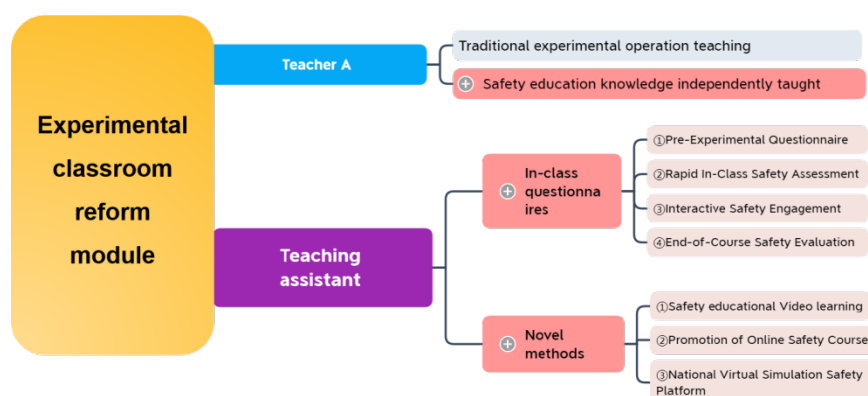 Experimental
classroom
reform
module
Teacher A
Traditional experimental operation teaching
Safety education knowledge independently taught
Teaching
assistant
In-class
questionna
ires
①Pre-Experimental Questionnaire
②Rapid In-Class Safety Assessment
③Interactive Safety Engagement
④End-of-Course Safety Evaluation
Novel
methods
①Safety educational Video learning
②Promotion of Online Safety Course
③National Virtual Simulation Safety
Platform